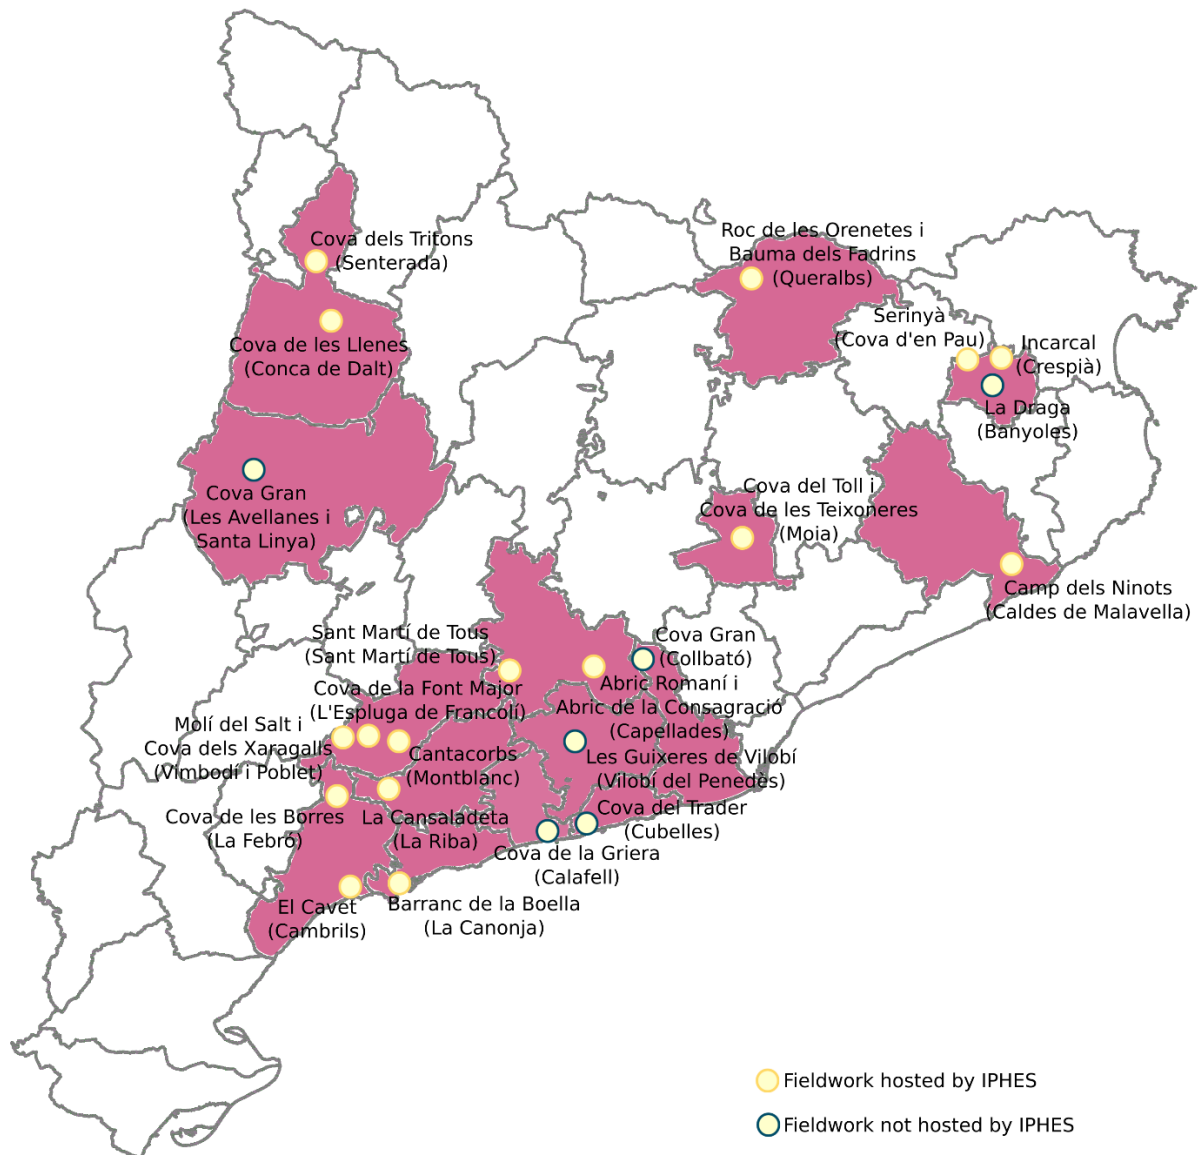 Cova dels Tritons
(Senterada)
Roc de les Orenetes i
Bauma dels Fadrins
(Queralbs)
Cova de les Llenes
(Conca de Dalt)
Serinyà
(Cova d'en Pau)
Incarcal
(Crespià)
La Draga
(Banyoles)
Cova Gran
(Les Avellanes i
Santa Linya)
Cova del Toll i
Cova de les Teixoneres
(Moia)
Camp dels Ninots
(Caldes de Malavella)
Sant Martí de Tous
(Sant Martí de Tous)
Cova Gran
(Collbató)
Cova de la Font Major
(L'Espluga de Francolí)
Abric Romaní i
Abric de la Consagració
(Capellades)
Molí del Salt i
Cova dels Xaragalls
(Vimbodí i Poblet)
Cantacorbs
(Montblanc)
Les Guixeres de Vilobí
(Vilobí del Penedès)
Cova de les Borres
(La Febró)
La Cansaladeta
(La Riba)
Cova del Trader
(Cubelles)
Cova de la Griera
(Calafell)
El Cavet
(Cambrils)
Barranc de la Boella
(La Canonja)
Fieldwork hosted by IPHES
Fieldwork not hosted by IPHES